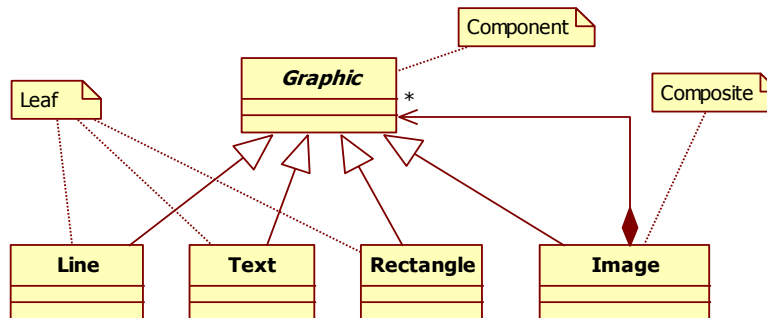 Component
Graphic
Leaf
*
Composite
Line
Text
Rectangle
Image